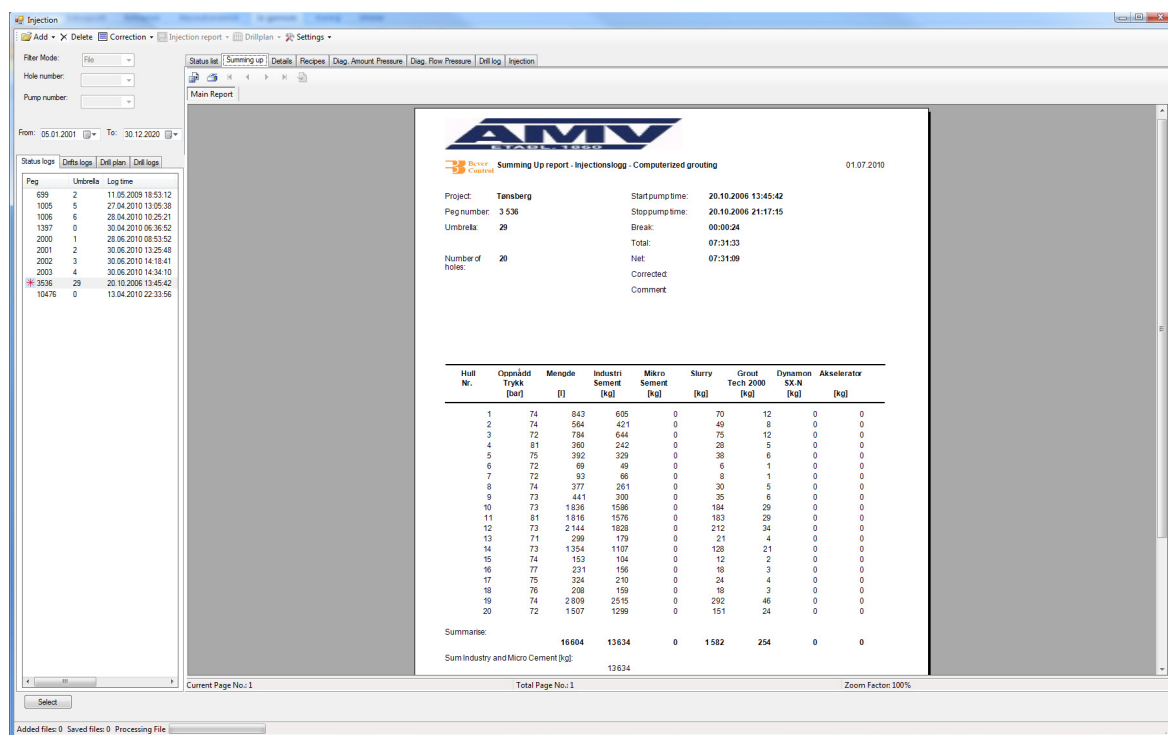 Injection
Add Delete Correction Injection report Drillplan Settings
Filter Mode: File
Hole number:
Pump number:
From: 05.01.2001 To: 30.12.2020
Status logs Drifts logs Drill plan Drill logs
Peg Umbrella Log time
699 2 11.05.2009 18:53:12
1005 5 27.04.2010 13:05:38
1006 6 28.04.2010 10:25:21
1397 0 30.04.2010 06:36:52
2000 1 28.06.2010 08:53:52
2001 2 30.06.2010 13:25:48
2002 3 30.06.2010 14:18:41
2003 4 30.06.2010 14:34:10
3536 29 20.10.2006 13:45:42
10476 0 13.04.2010 22:33:56
Select
Status list Summing up Details Recipes Diag. Amount Pressure Diag. Flow Pressure Drill log Injection
Main Report
AMV
ETABL. 1860
Bever Control Summing Up report - Injectionslogg - Computerized grouting 01.07.2010
Project: Tønsberg Start pump time: 20.10.2006 13:45:42
Peg number: 3 536 Stop pump time: 20.10.2006 21:17:15
Umbrella: 29 Break: 00:00:24
Total: 07:31:33
Number of holes: 20 Net: 07:31:09
Corrected:
Comment
Hull Oppnådd Mengde Industri Mikro Slurry Grout Dynamon Akselerator
Nr. Trykk Sement Sement Tech 2000 SX-N
[bar] [l] [kg] [kg] [kg] [kg] [kg] [kg]
1 74 843 605 0 70 12 0 0
2 74 564 421 0 49 8 0 0
3 72 784 644 0 75 12 0 0
4 81 360 242 0 28 5 0 0
5 75 392 329 0 38 6 0 0
6 72 69 49 0 6 1 0 0
7 72 93 66 0 8 1 0 0
8 74 377 261 0 30 5 0 0
9 73 441 300 0 35 6 0 0
10 73 1 836 1586 0 184 29 0 0
11 81 1 816 1576 0 183 29 0 0
12 73 2 144 1828 0 212 34 0 0
13 71 299 179 0 21 4 0 0
14 73 1 354 1107 0 128 21 0 0
15 74 153 104 0 12 2 0 0
16 77 231 156 0 18 3 0 0
17 75 324 210 0 24 4 0 0
18 76 208 159 0 18 3 0 0
19 74 2 809 2515 0 292 46 0 0
20 72 1 507 1299 0 151 24 0 0
Summarise:
16604 13634 0 1 582 254 0 0
Sum Industry and Micro Cement [kg]:
13634
Current Page No.: 1 Total Page No.: 1 Zoom Factor: 100%
Added files: 0 Saved files: 0 Processing File